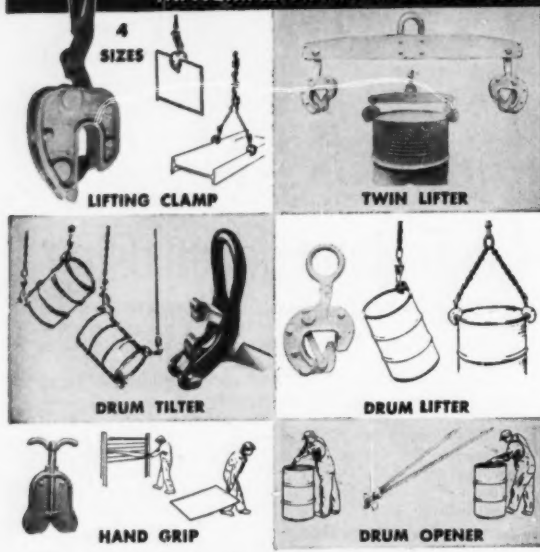 4
SIZES
LIFTING CLAMP
TWIN LIFTER
DRUM TILTER
DRUM LIFTER
HAND GRIP
DRUM OPENER